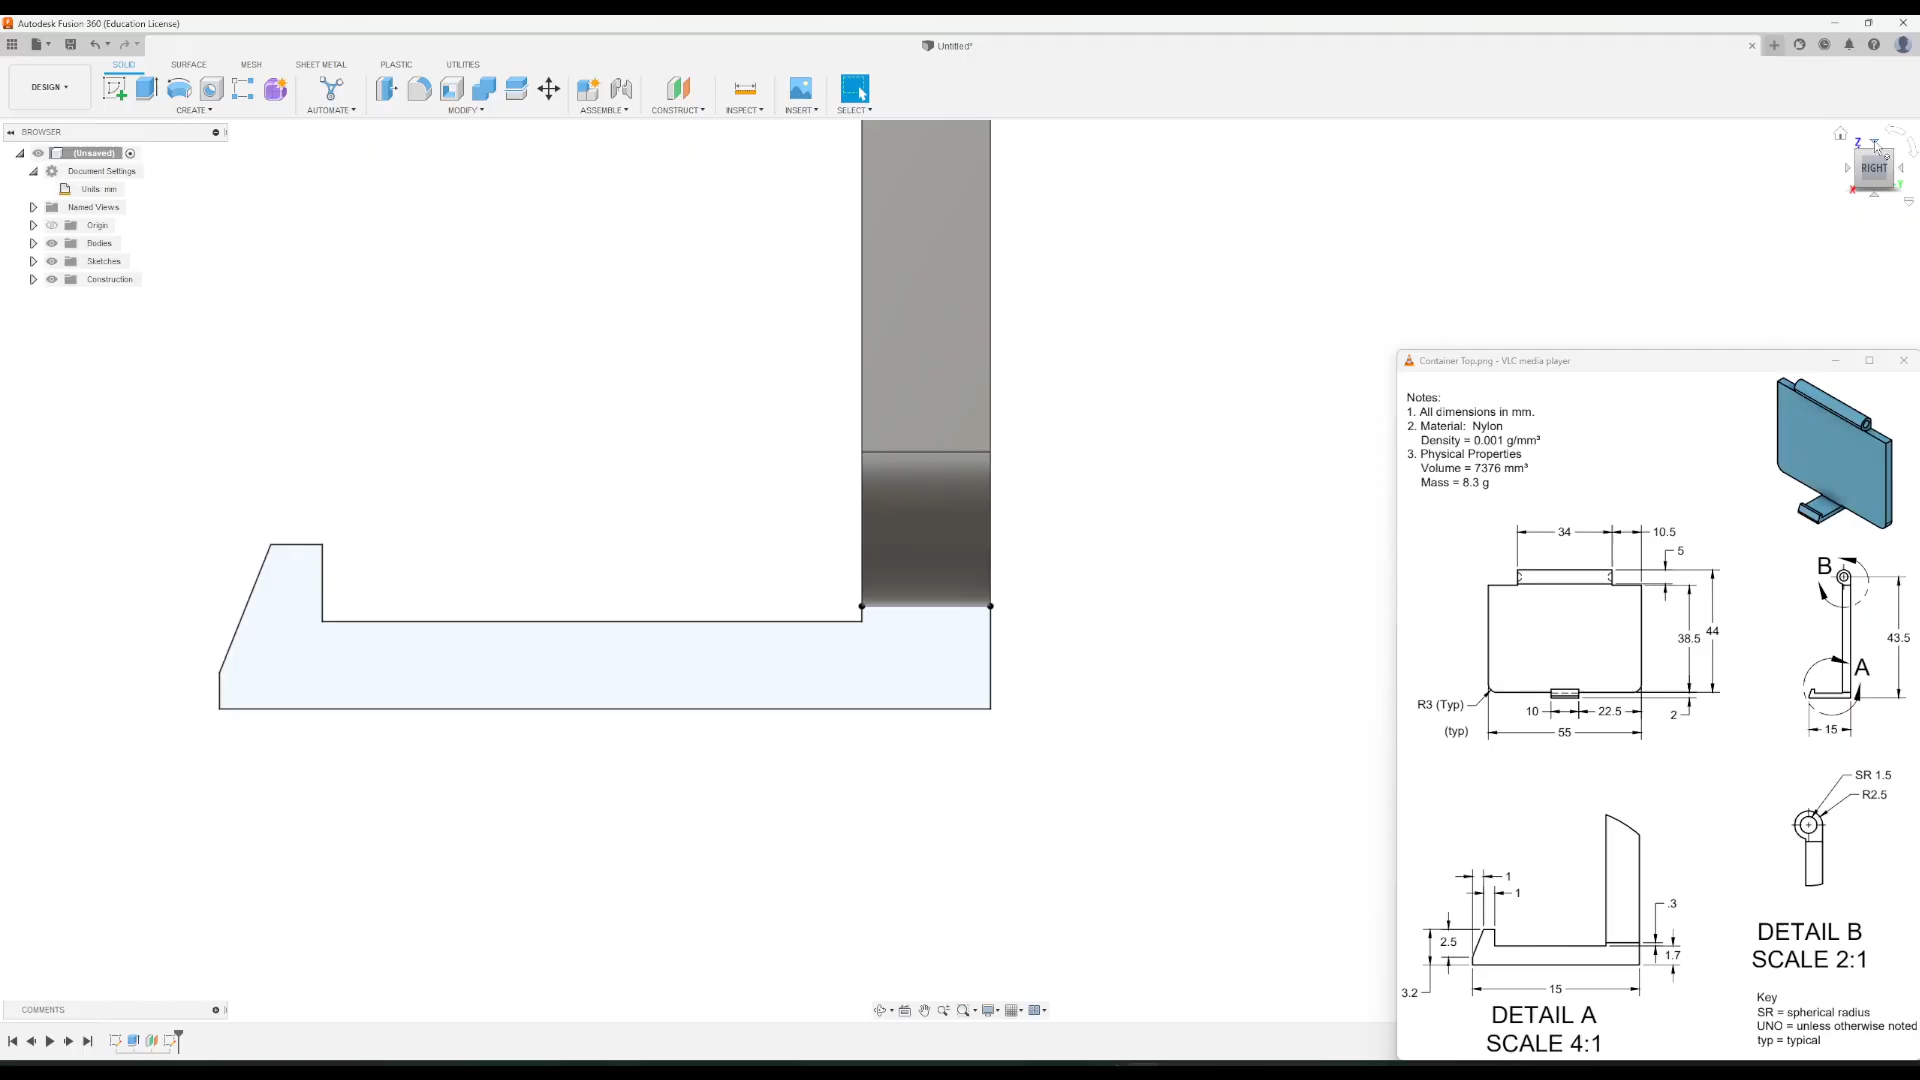 Autodesk Fusion 360 (Education License)
Untitled*
DESIGN
SOLID
SURFACE
MESH
SHEET METAL
PLASTIC
UTILITIES
CREATE
AUTOMATE
MODIFY
ASSEMBLE
CONSTRUCT
INSPECT
INSERT
SELECT
BROWSER
(Unsaved)
Document Settings
Units: mm
Named Views
Origin
Bodies
Sketches
Construction
Z
RIGHT
Y
X
Container Top.png - VLC media player
Notes:
1. All dimensions in mm.
2. Material: Nylon
Density = 0.001 g/mm³
3. Physical Properties
Volume = 7376 mm³
Mass = 8.3 g
34
10.5
5
38.5
44
R3 (Typ)
10
22.5
2
(typ)
55
B
A
43.5
15
SR 1.5
R2.5
DETAIL B
SCALE 2:1
1
1
.3
2.5
1.7
3.2
15
DETAIL A
SCALE 4:1
Key
SR = spherical radius
UNO = unless otherwise noted
typ = typical
COMMENTS